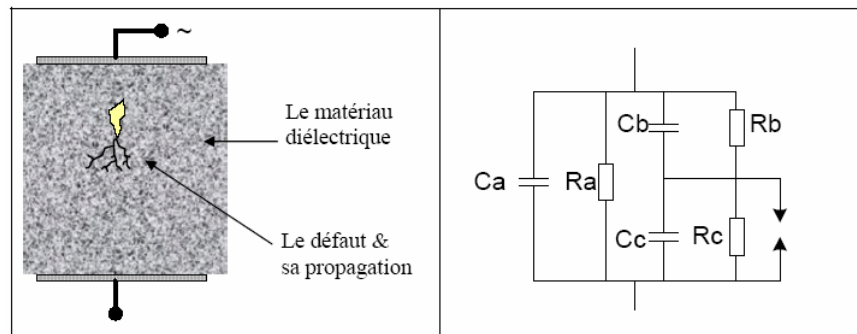 ~
Le matériau
diélectrique
Le défaut &
sa propagation
Ca
Ra
Cb
Rb
Cc
Rc